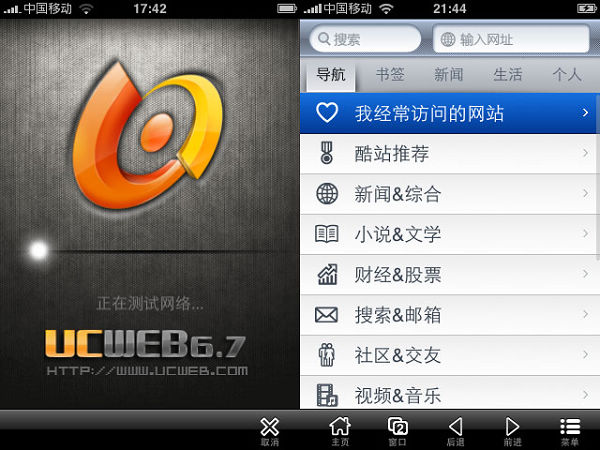 中国移动 17:42
正在测试网络...
UCWEB6.7
HTTP://WWW.UCWEB.COM
取消
中国移动 21:44
搜索 输入网址
导航 书签 新闻 生活 个人
我经常访问的网站
酷站推荐
新闻&综合
小说&文学
财经&股票
搜索&邮箱
社区&交友
视频&音乐
2
主页 窗口 后退 前进 菜单